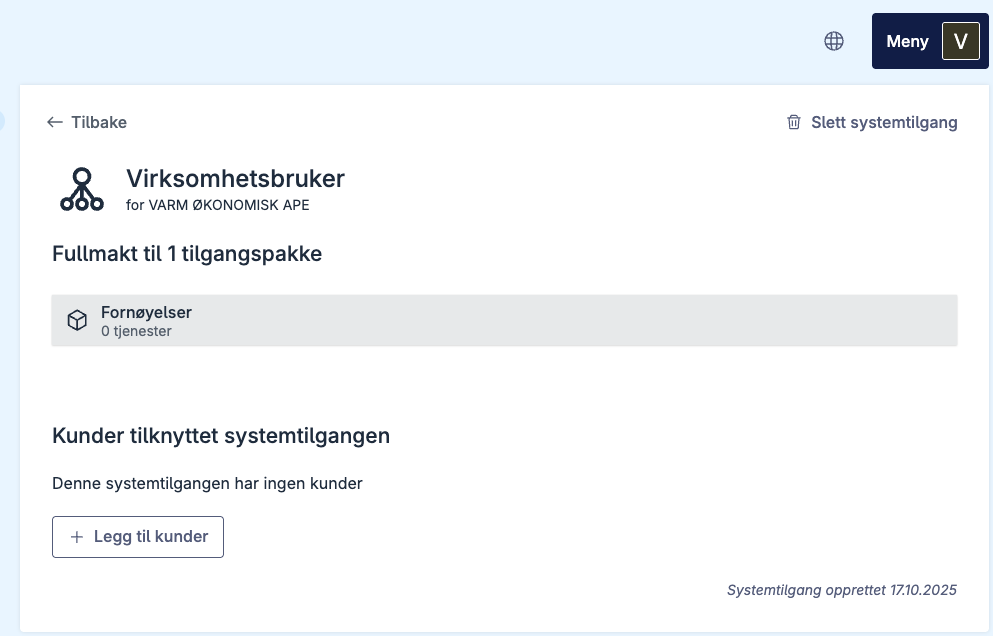 Meny V
Tilbake
Slett systemtilgang
Virksomhetsbruker
for VARM ØKONOMISK APE
Fullmakt til 1 tilgangspakke
Fornøyelser
0 tjenester
Kunder tilknyttet systemtilgangen
Denne systemtilgangen har ingen kunder
Legg til kunder
Systemtilgang opprettet 17.10.2025